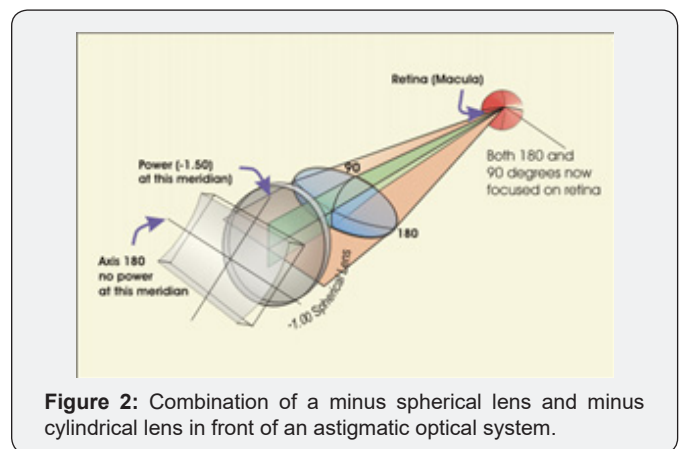 Retina (Macula)
Both 180 and
90 degrees now
focused on retina
90
Power (-1.50)
at this meridian)
180
Axis 180
no power
at this meridian
-1.00 Spherical Lens
Figure 2: Combination of a minus spherical lens and minus
cylindrical lens in front of an astigmatic optical system.